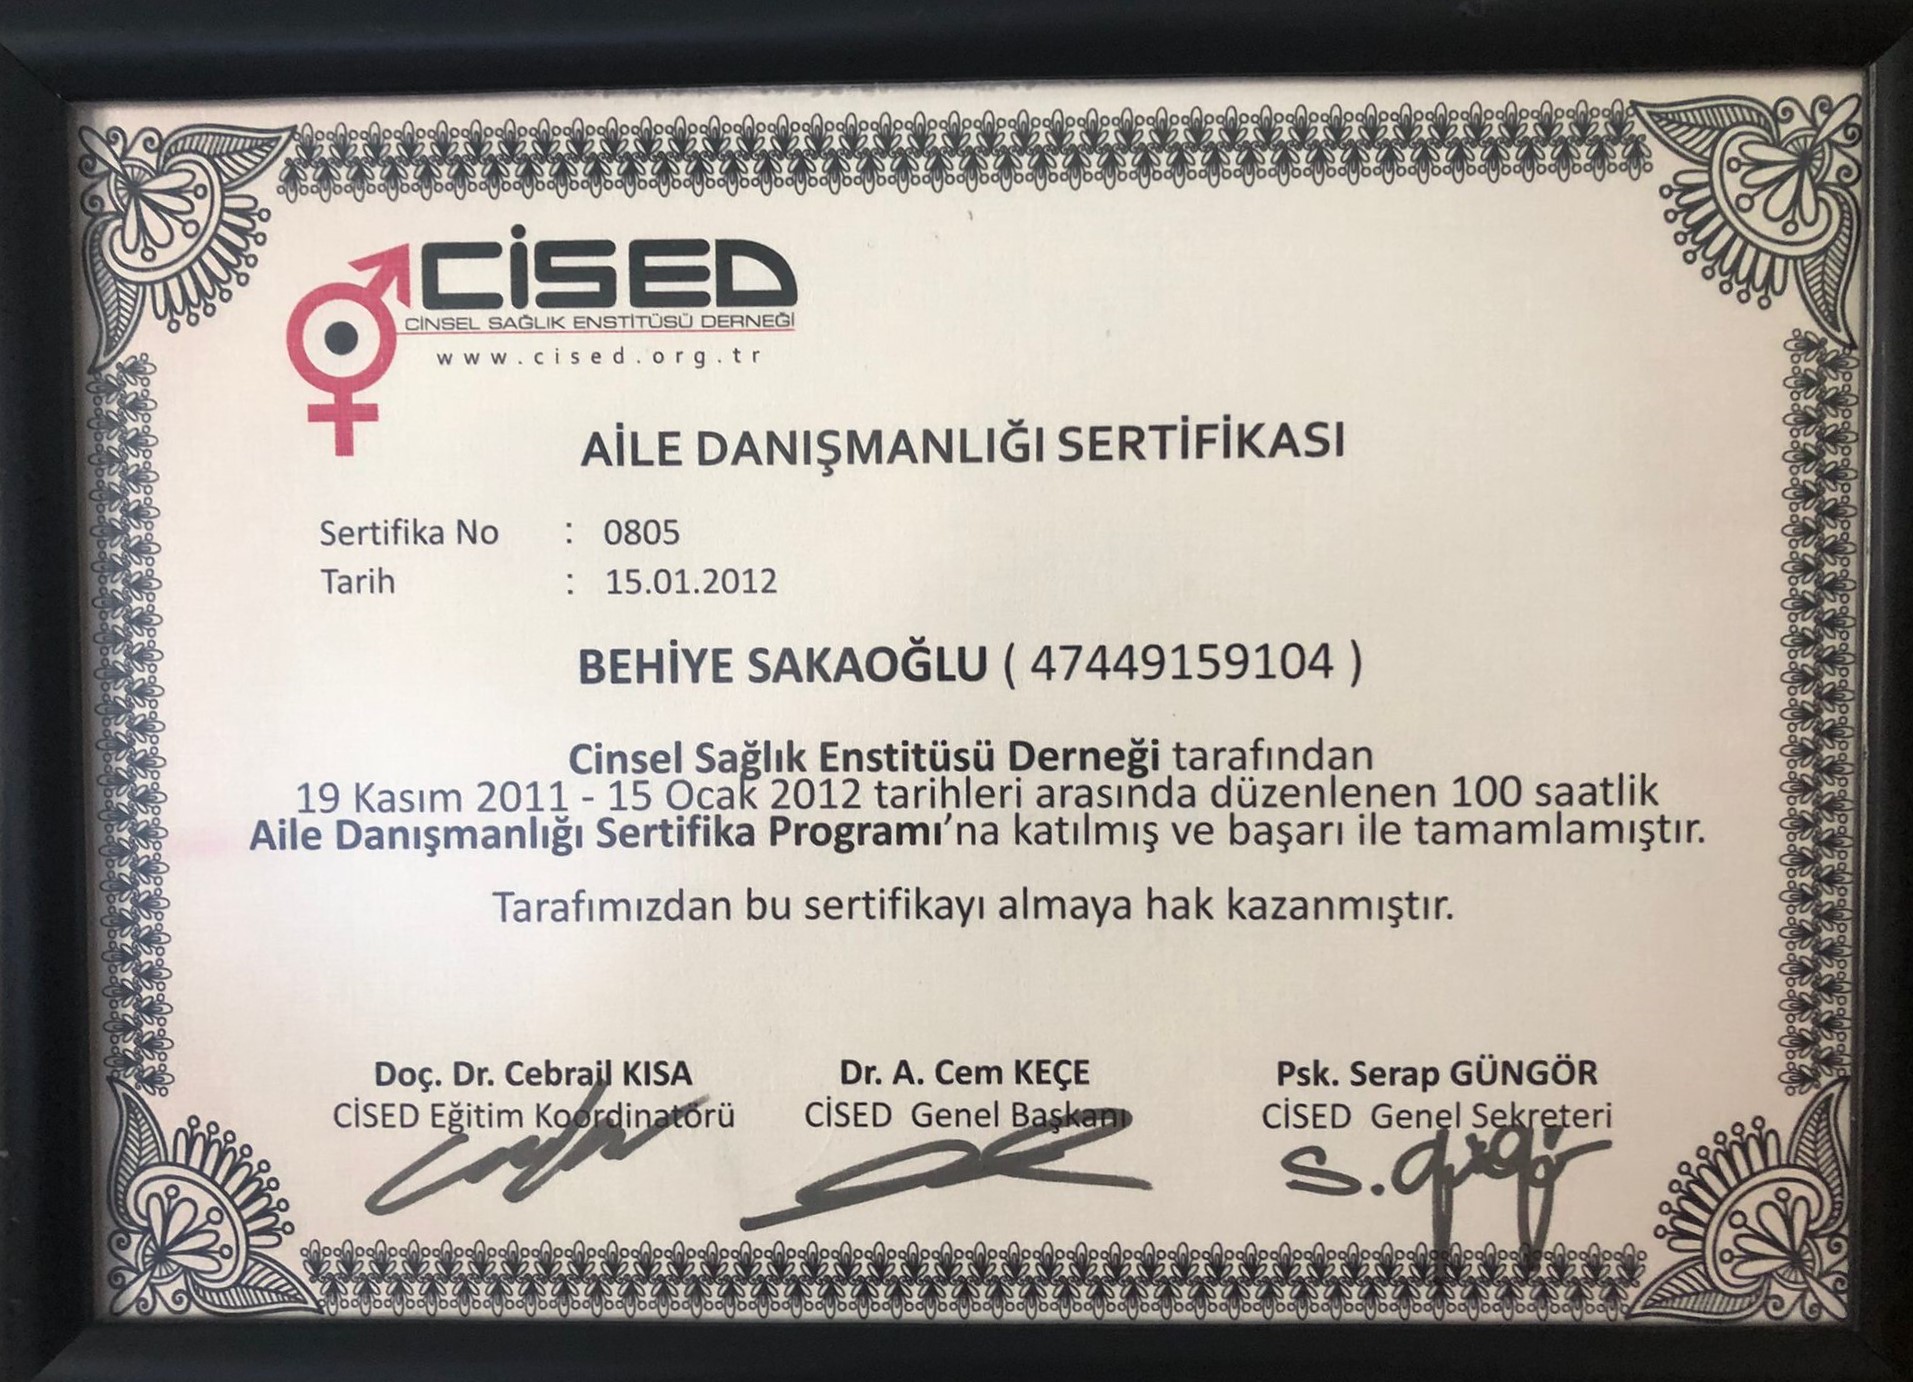 CİSED
CİNSEL SAĞLIK ENSTİTÜSÜ DERNEĞİ
www.cised.org.tr
AİLE DANIŞMANLIĞI SERTİFİKASI
Sertifika No : 0805
Tarih : 15.01.2012
BEHİYE SAKAOĞLU ( 47449159104 )
Cinsel Sağlık Enstitüsü Derneği tarafından
19 Kasım 2011 - 15 Ocak 2012 tarihleri arasında düzenlenen 100 saatlik
Aile Danışmanlığı Sertifika Programı’na katılmış ve başarı ile tamamlamıştır.
Tarafımızdan bu sertifikayı almaya hak kazanmıştır.
Doç. Dr. Cebrail KISA Dr. A. Cem KEÇE Psk. Serap GÜNGÖR
CİSED Eğitim Koordinatörü CİSED Genel Başkanı CİSED Genel Sekreteri